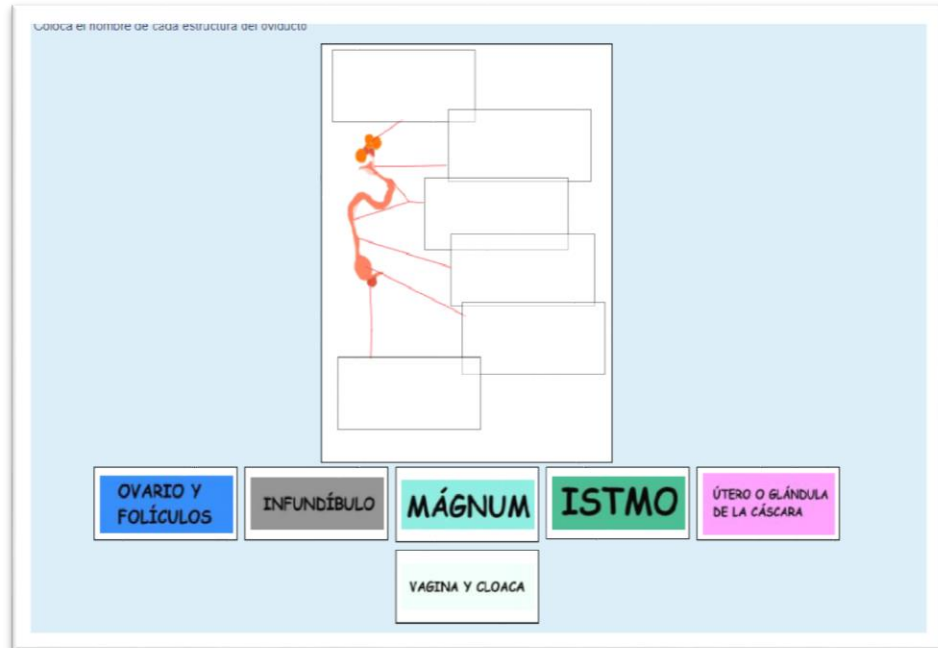 Coloca el nombre de cada estructura del oviducto
OVARIO Y
FOLÍCULOS
INFUNDÍBULO
MÁGNUM
ISTMO
ÚTERO O GLÁNDULA
DE LA CÁSCARA
VAGINA Y CLOACA